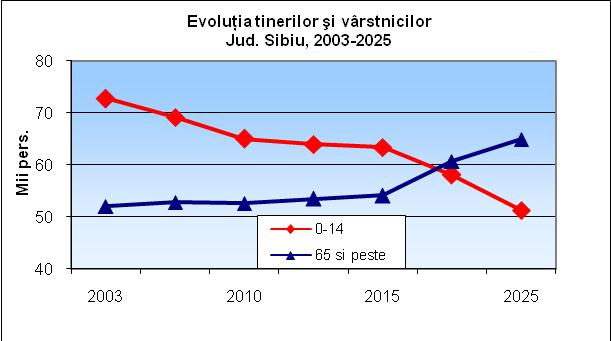 Evoluția tinerilor şi vârstnicilor
Jud. Sibiu, 2003-2025
Mii pers.
80
70
60
50
40
0-14
65 si peste
2003 2010 2015 2025